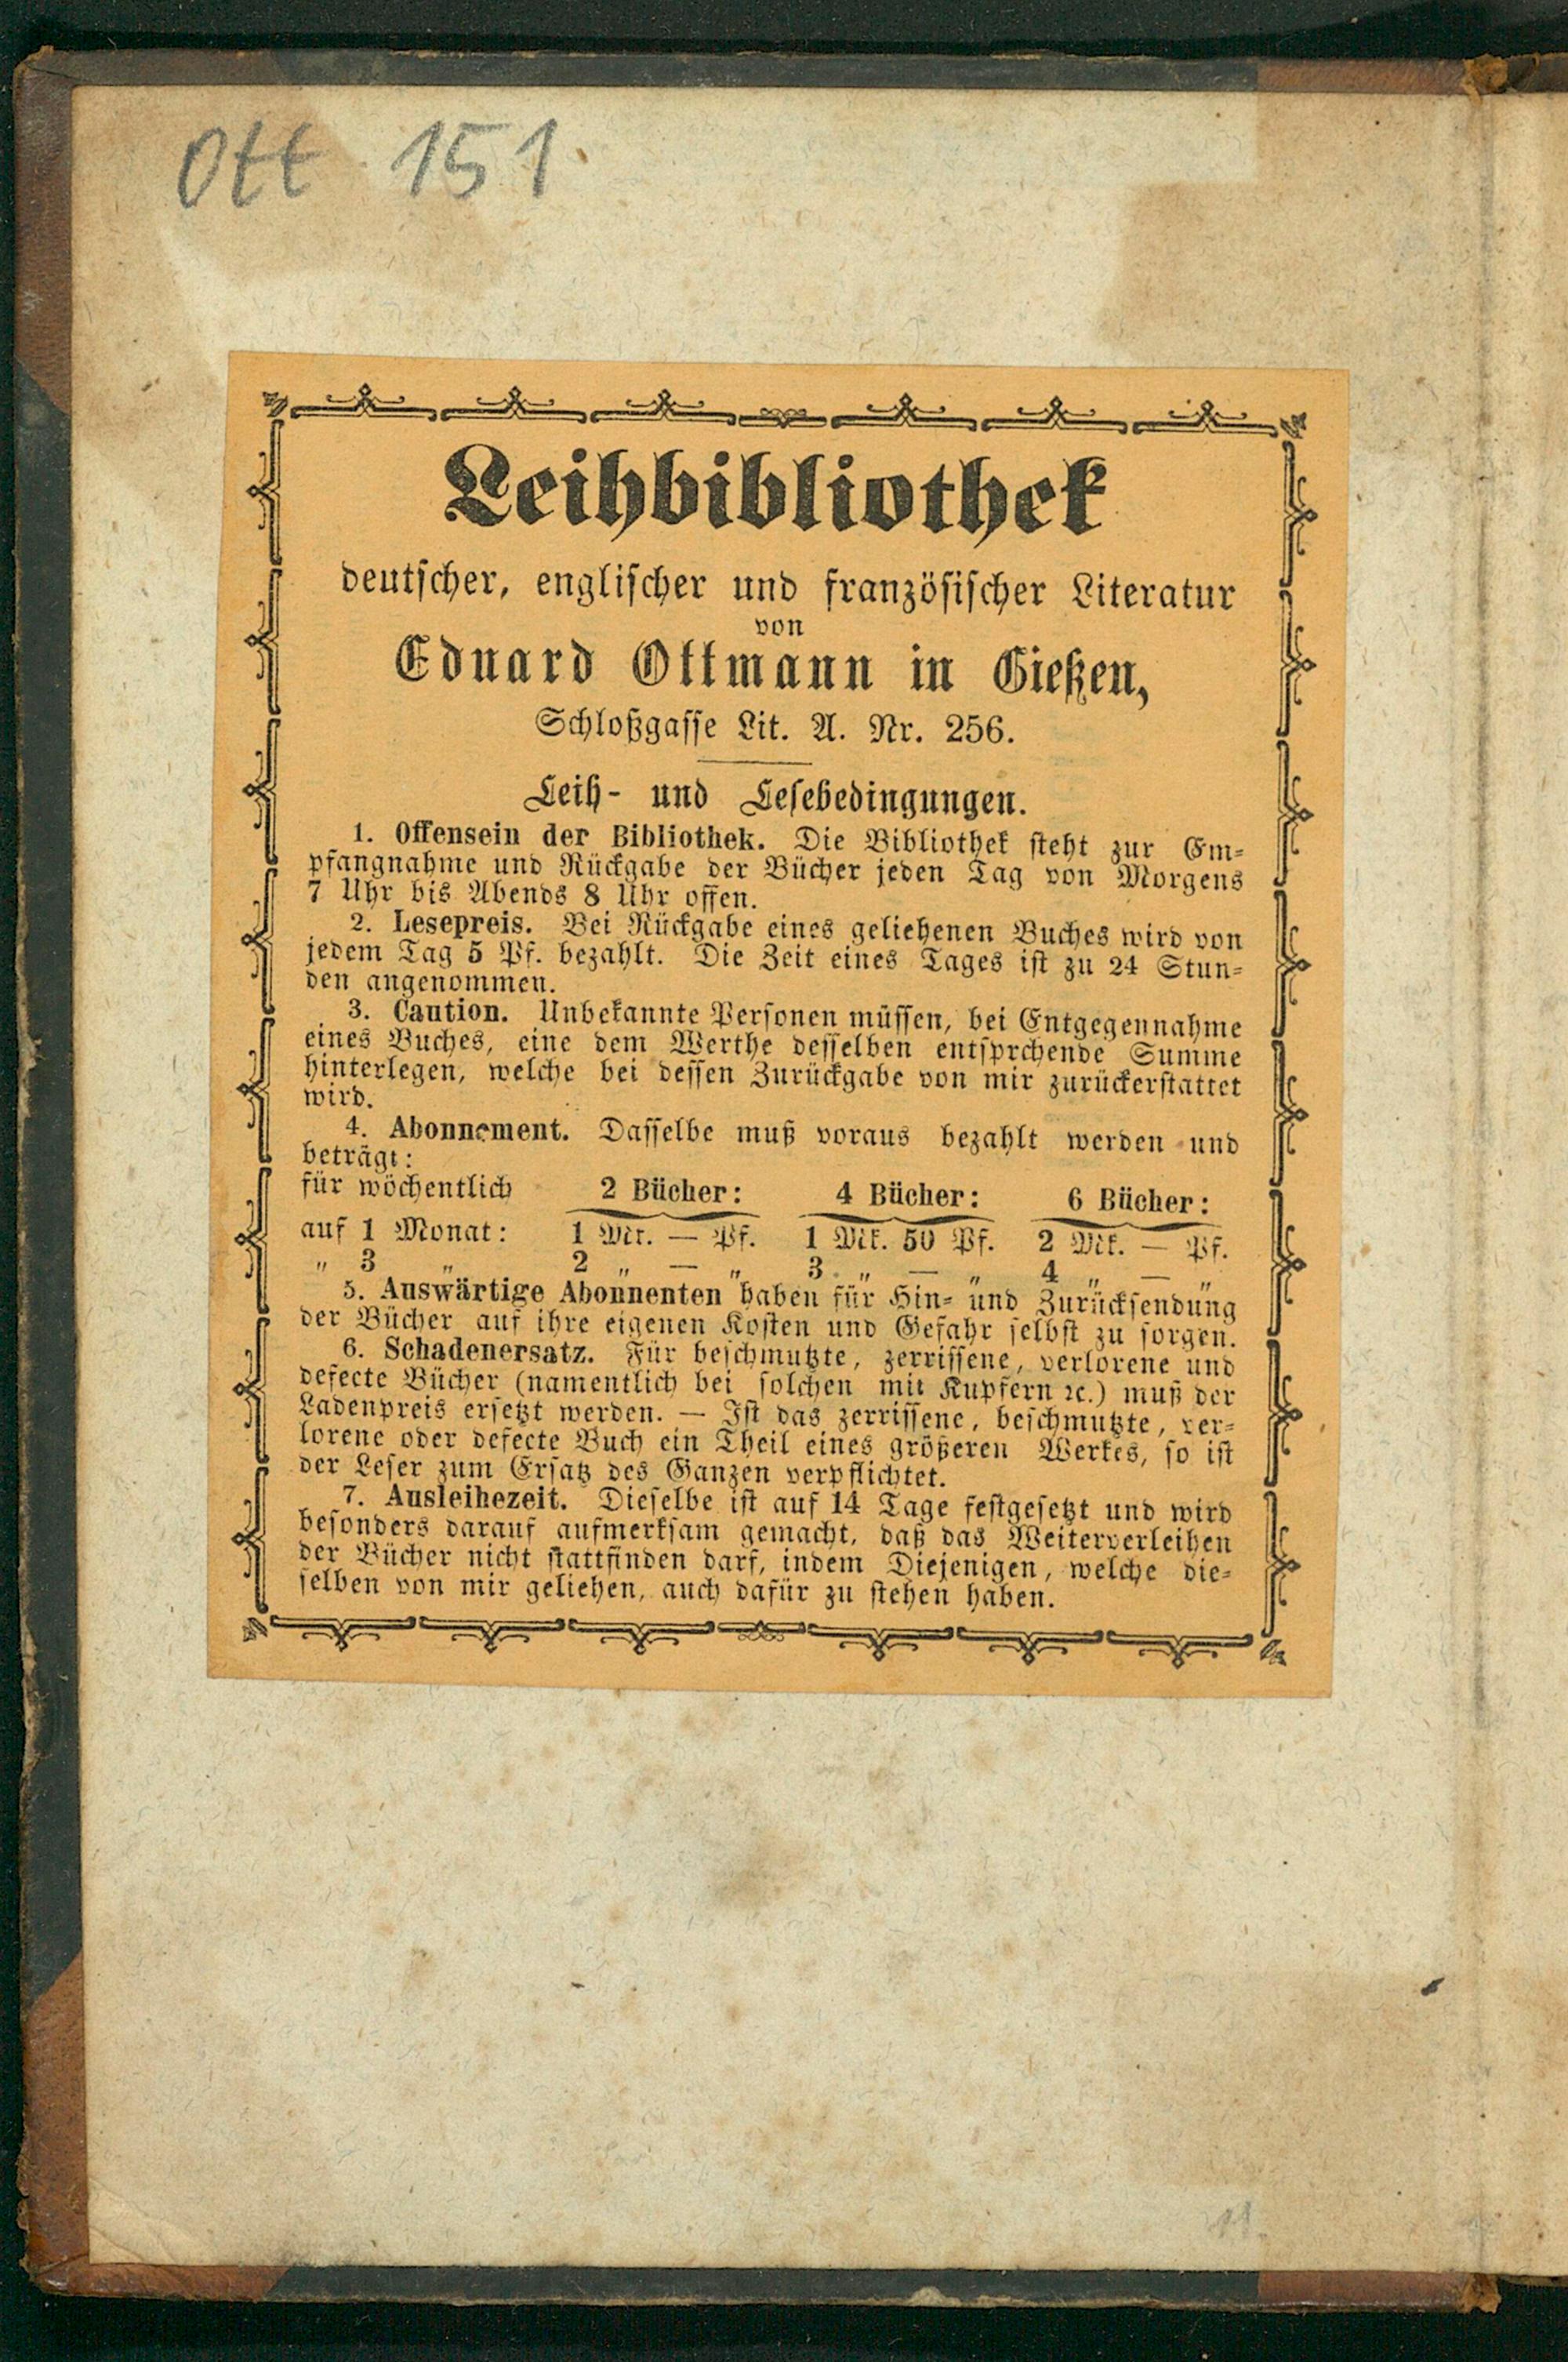 Ott 151
Leihbibliothek
deutscher, englischer und französischer Literatur
von
Eduard Ottmann in Gießen,
Schloßgasse Lit. A. Nr. 256.
Leih- und Lesebedingungen.
1. Offensein der Bibliothek. Die Bibliothek steht zur Em-
pfangnahme und Rückgabe der Bücher jeden Tag von Morgens
7 Uhr bis Abends 8 Uhr offen.
2. Lesepreis. Bei Rückgabe eines geliehenen Buches wird von
jedem Tag 5 Pf. bezahlt. Die Zeit eines Tages ist zu 24 Stun-
den angenommen.
3. Caution. Unbekannte Personen müssen, bei Entgegennahme
eines Buches, eine dem Werthe desselben entsprchende Summe
hinterlegen, welche bei dessen Zurückgabe von mir zurückerstattet
wird.
4. Abonnement. Dasselbe muß voraus bezahlt werden und
beträgt:
für wöchentlich 2 Bücher: 4 Bücher: 6 Bücher:
auf 1 Monat: 1 Mk. — Pf. 1 Mk. 50 Pf. 2 Mk. — Pf.
" 3 " 2 " — " 3 " — " 4 " — "
5. Auswärtige Abonnenten haben für Hin- und Zurücksendung
der Bücher auf ihre eigenen Kosten und Gefahr selbst zu sorgen.
6. Schadenersatz. Für beschmutzte, zerrissene, verlorene und
defecte Bücher (namentlich bei solchen mit Kupfern ꝛc.) muß der
Ladenpreis ersetzt werden. — Ist das zerrissene, beschmutzte, ver-
lorene oder defecte Buch ein Theil eines größeren Werkes, so ist
der Leser zum Ersatz des Ganzen verpflichtet.
7. Ausleihezeit. Dieselbe ist auf 14 Tage festgesetzt und wird
besonders darauf aufmerksam gemacht, daß das Weiterverleihen
der Bücher nicht stattfinden darf, indem Diejenigen, welche die-
selben von mir geliehen, auch dafür zu stehen haben.